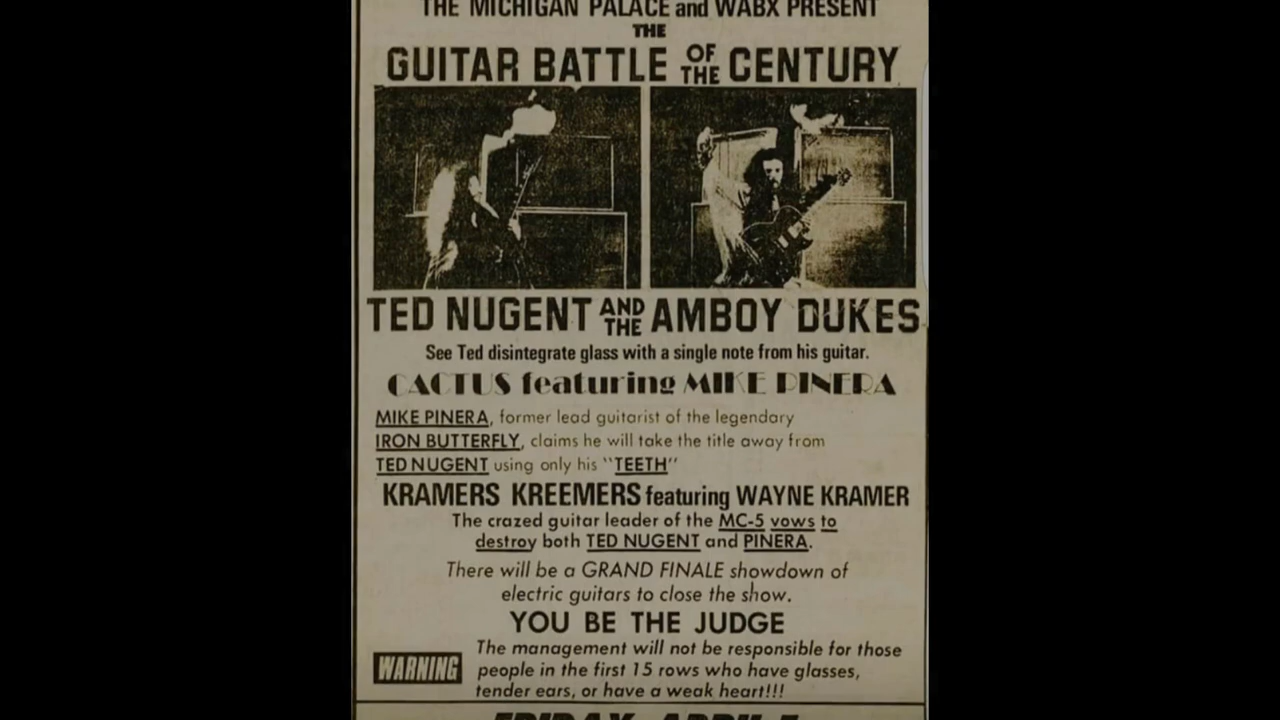 THE MICHIGAN PALACE and WABX PRESENT
THE
GUITAR BATTLE OF THE CENTURY
TED NUGENT AND THE AMBOY DUKES
See Ted disintegrate glass with a single note from his guitar.
CACTUS featuring MIKE PINERA
MIKE PINERA, former lead guitarist of the legendary
IRON BUTTERFLY, claims he will take the title away from
TED NUGENT using only his "TEETH"
KRAMERS KREEMERS featuring WAYNE KRAMER
The crazed guitar leader of the MC-5 vows to
destroy both TED NUGENT and PINERA.
There will be a GRAND FINALE showdown of
electric guitars to close the show.
YOU BE THE JUDGE
WARNING
The management will not be responsible for those
people in the first 15 rows who have glasses,
tender ears, or have a weak heart!!!
FRIDAY, APRIL